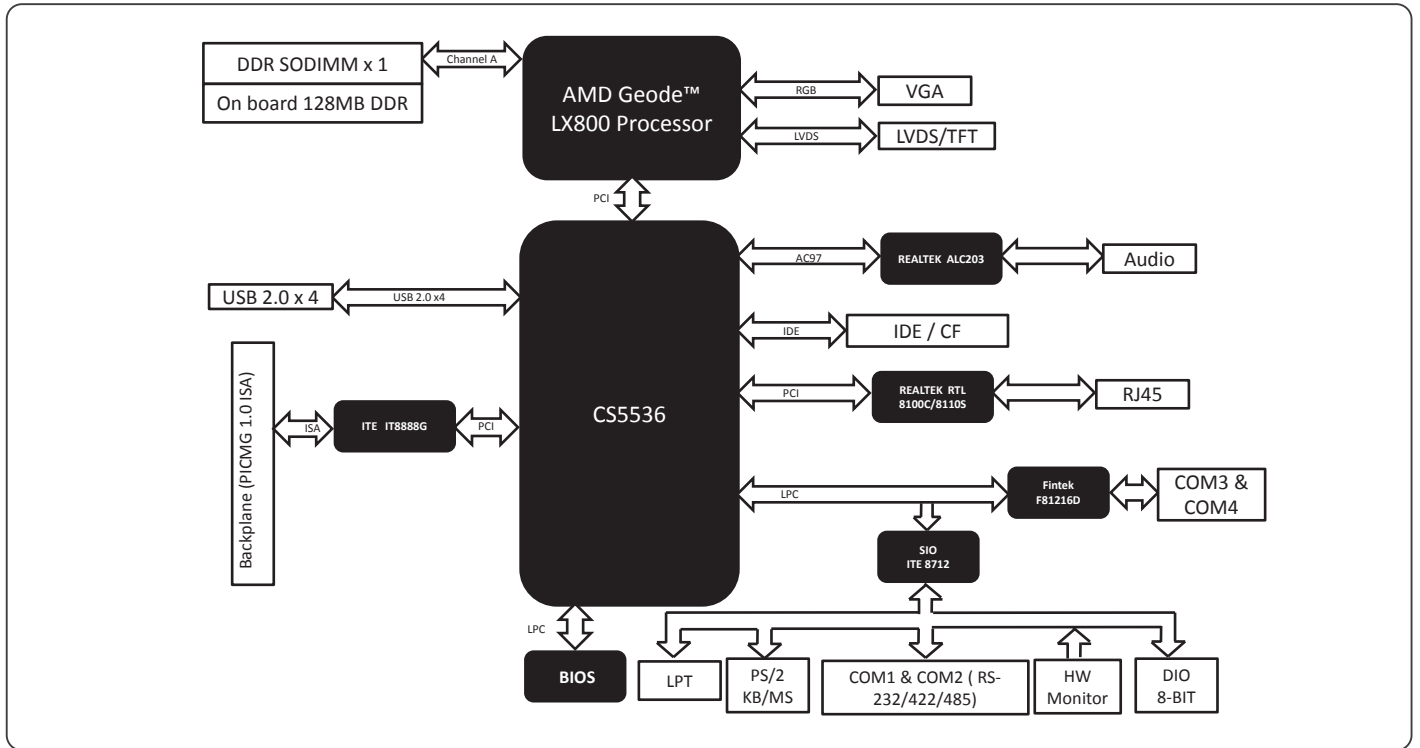 DDR SODIMM x 1
On board 128MB DDR
Channel A
AMD Geode™
LX800 Processor
RGB
VGA
LVDS
LVDS/TFT
PCI
CS5536
AC97
REALTEK ALC203
Audio
USB 2.0 x 4
USB 2.0 x4
IDE
IDE / CF
PCI
REALTEK RTL
8100C/8110S
RJ45
Backplane (PICMG 1.0 ISA)
ISA
ITE IT8888G
PCI
LPC
Fintek
F81216D
COM3 &
COM4
SIO
ITE 8712
LPC
BIOS
LPT
PS/2
KB/MS
COM1 & COM2 ( RS-
232/422/485)
HW
Monitor
DIO
8-BIT